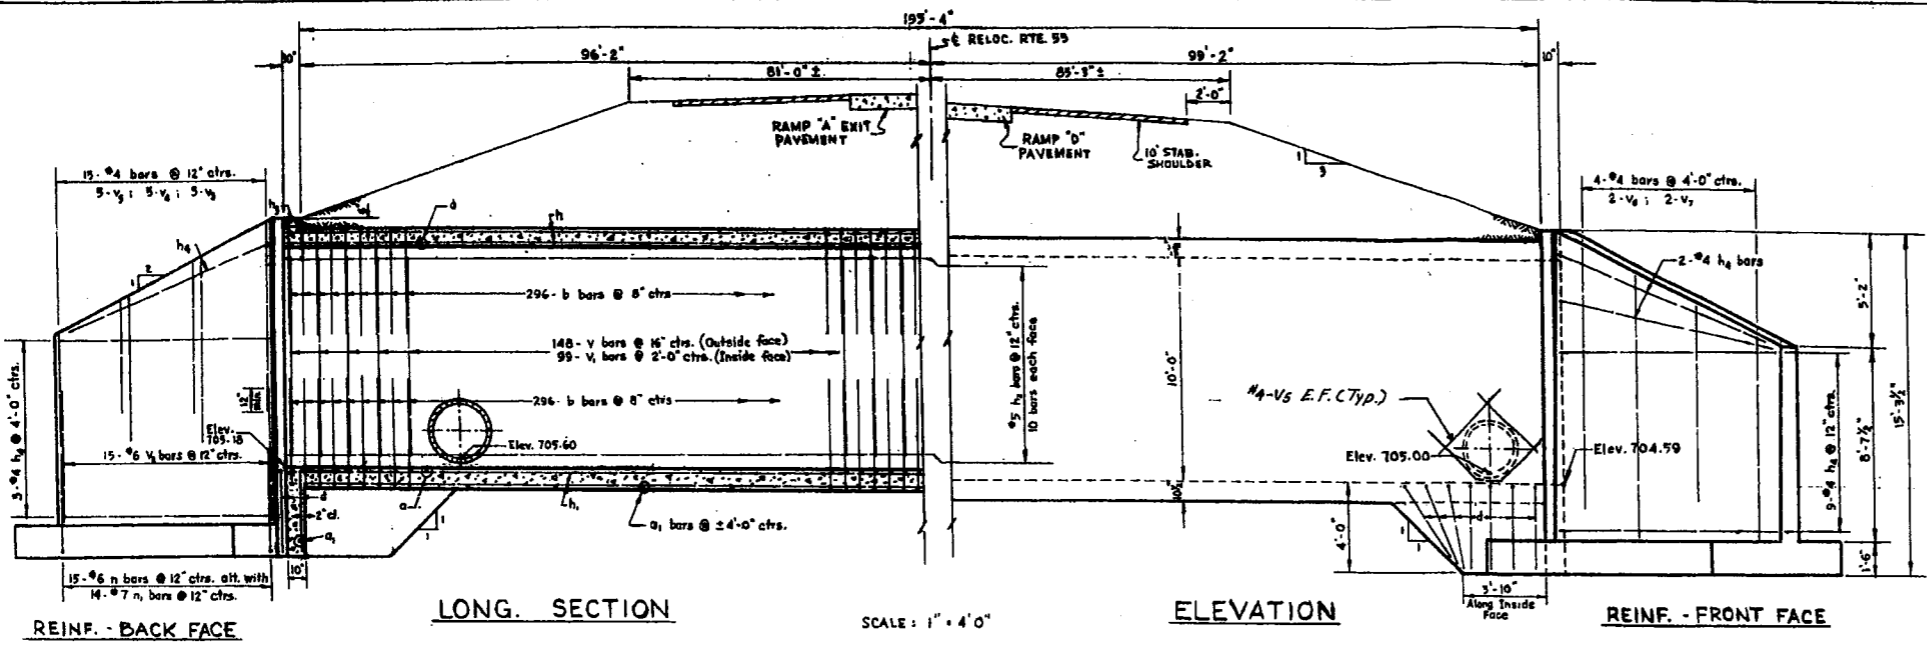 195'-4"
℄ RELOC. RTE. 55
10"
96'-2"
99'-2"
10"
81'-0" ±
85'-3" ±
2'-0"
RAMP "A" EXIT
PAVEMENT
RAMP "D"
PAVEMENT
10' STAB.
SHOULDER
1
3
15- #4 bars @ 12" ctrs.
5-v5; 5-v4; 5-v3
4-#4 bars @ 4'-0" ctrs.
2-v6; 2-v7
h3
d
h
h4
2
1
2-#4 h4 bars
5'-2"
296- b bars @ 8" ctrs
148- v bars @ 16" ctrs. (Outside face)
99- v1 bars @ 2'-0" ctrs. (Inside face)
#5 h2 bars @ 12" ctrs.
10 bars each face
10'-0"
15'-3½"
3-#4 h4 @ 4'-0" ctrs.
12"
min.
296- b bars @ 8" ctrs
#4-V5 E.F. (Typ.)
9-#4 h4 @ 12" ctrs.
8'-7½"
Elev.
705.18
Elev. 705.60
Elev. 705.00
Elev. 704.59
15- #6 v2 bars @ 12" ctrs.
d
2" cl.
a
h1
a1
1
1
a1 bars @ ±4'-0" ctrs.
10½"
4'-0"
d
1
1
1'-6"
15-#6 n bars @ 12" ctrs. alt. with
14-#7 n1 bars @ 12" ctrs.
10"
3'-10"
Along Inside
Face
REINF. - BACK FACE
LONG. SECTION
SCALE: 1" = 4'0"
ELEVATION
REINF. - FRONT FACE